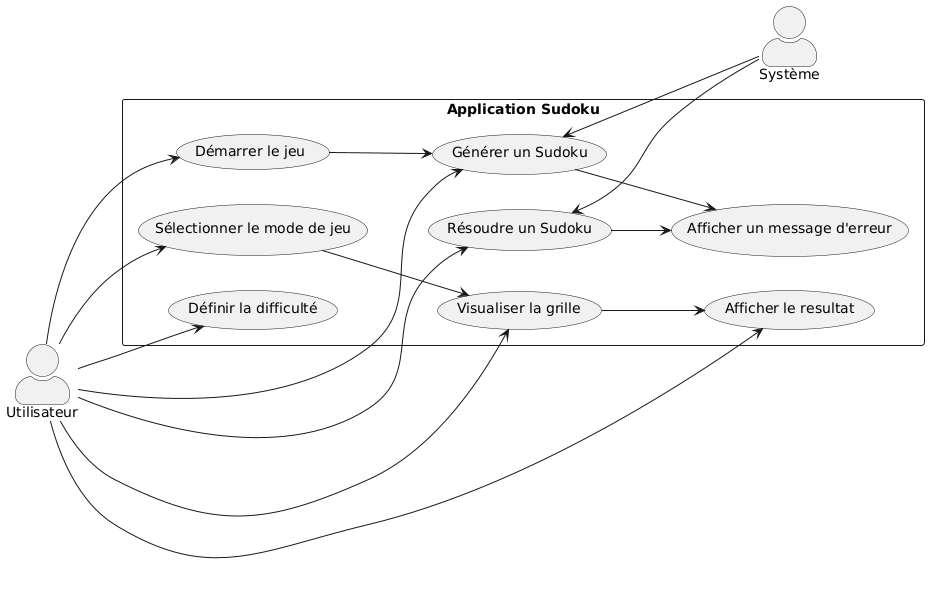 Système
Application Sudoku
Démarrer le jeu
Générer un Sudoku
Sélectionner le mode de jeu
Résoudre un Sudoku
Afficher un message d'erreur
Définir la difficulté
Visualiser la grille
Afficher le resultat
Utilisateur